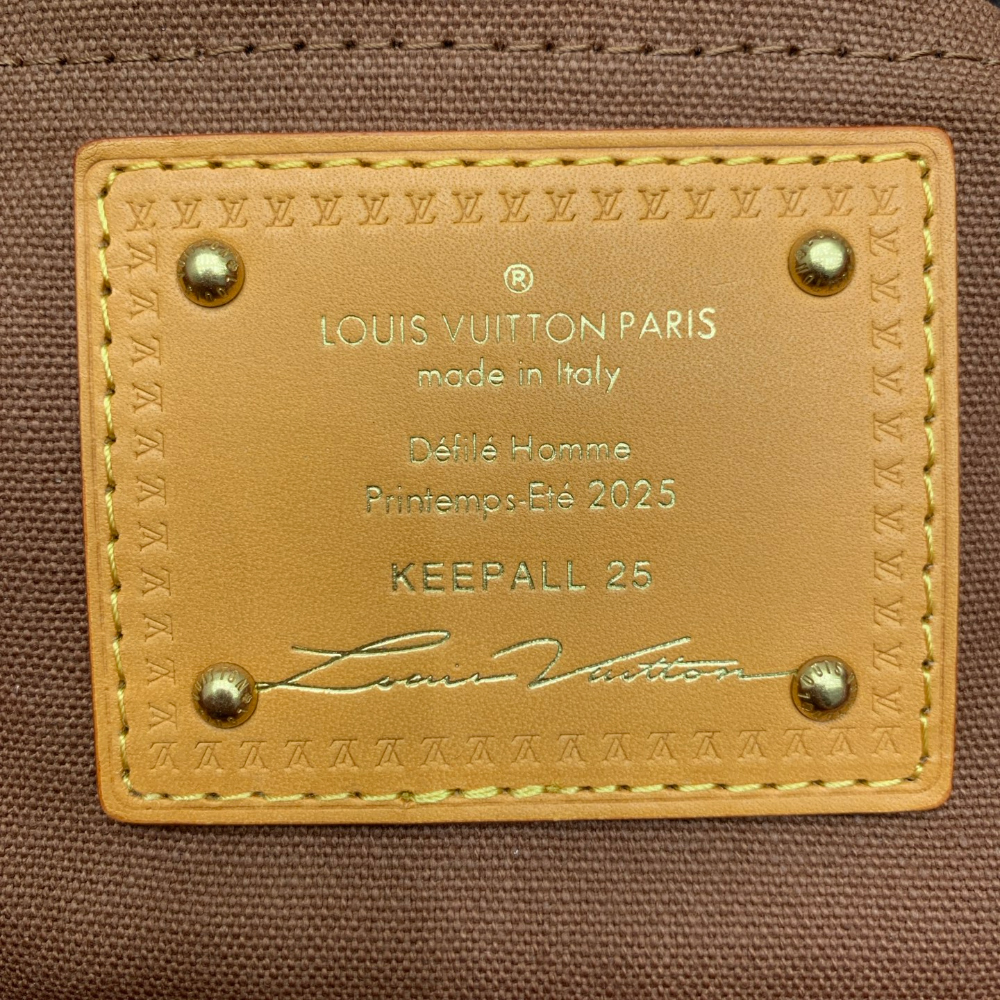 ®
LOUIS VUITTON PARIS
made in Italy
Défilé Homme
Printemps-Eté 2025
KEEPALL 25
Louis Vuitton